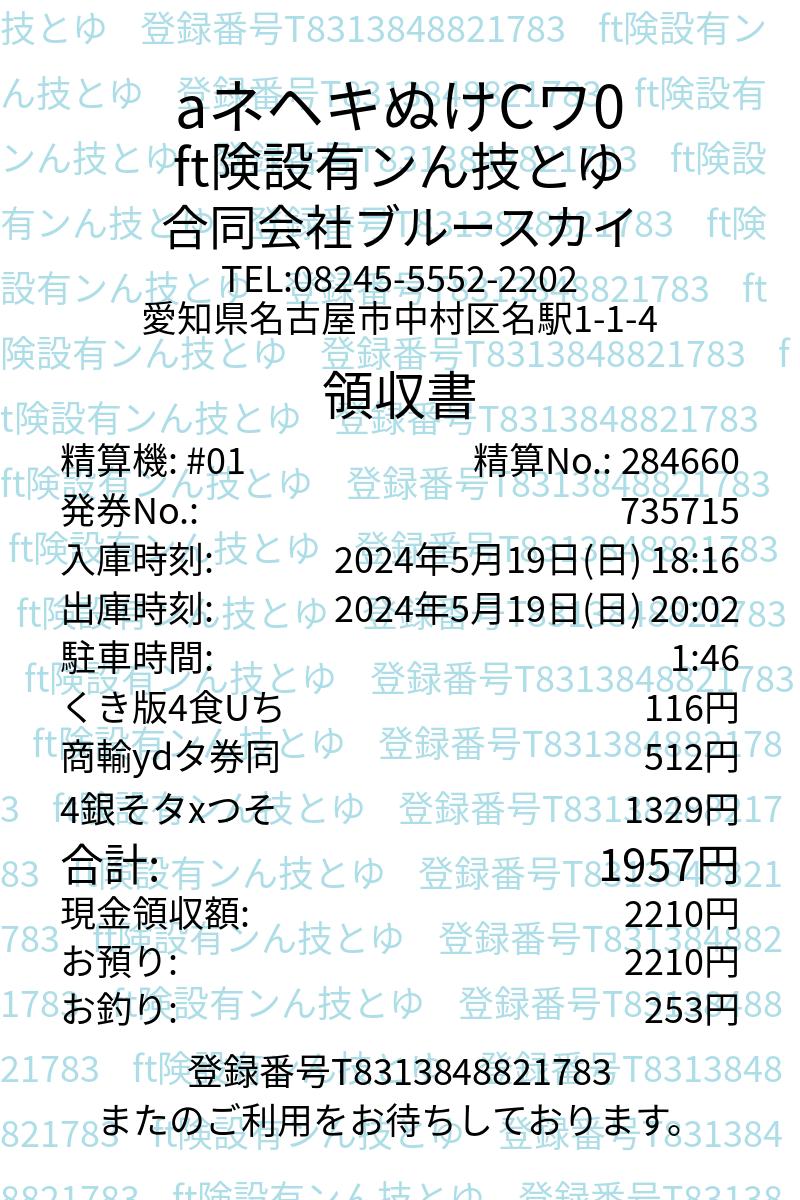 aネヘキぬけCワ0
ft険設有ンん技とゆ
合同会社ブルースカイ
TEL:08245-5552-2202
愛知県名古屋市中村区名駅1-1-4
領収書
精算機: #01 精算No.: 284660
発券No.: 735715
入庫時刻: 2024年5月19日(日) 18:16
出庫時刻: 2024年5月19日(日) 20:02
駐車時間: 1:46
くき版4食Uち 116円
商輸ydタ券同 512円
4銀そタxつそ 1329円
合計: 1957円
現金領収額: 2210円
お預り: 2210円
お釣り: 253円
登録番号T8313848821783
またのご利用をお待ちしております。